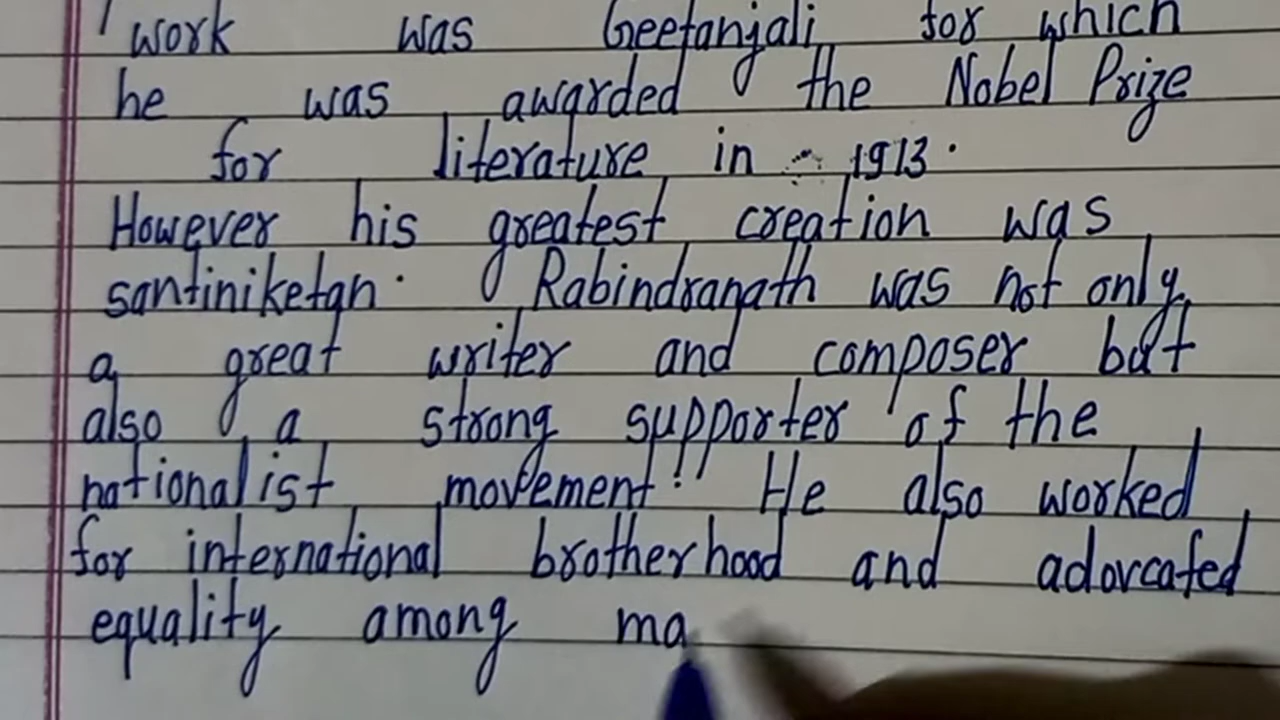 work was Geetanjali for which
he was awarded the Nobel Prize
for literature in 1913.
However his greatest creation was
santiniketan. Rabindranath was not only
a great writer and composer but
also a strong supporter of the
nationalist movement. He also worked
for international brotherhood and adorcated
equality among ma